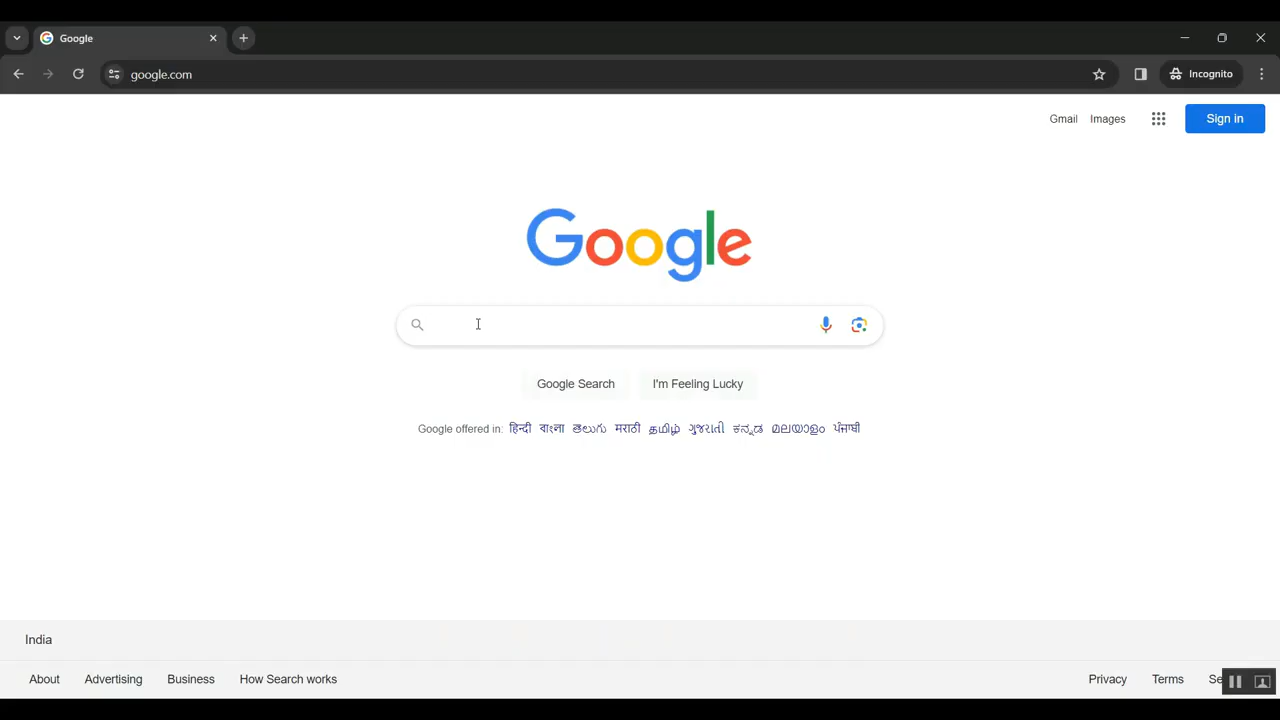 Google
google.com
Incognito
Gmail Images Sign in
Google
Google Search I'm Feeling Lucky
Google offered in: हिन्दी বাংলা తెలుగు मराठी தமிழ் ગુજરાતી ಕನ್ನಡ മലയാളം ਪੰਜਾਬੀ
India
About Advertising Business How Search works Privacy Terms Se